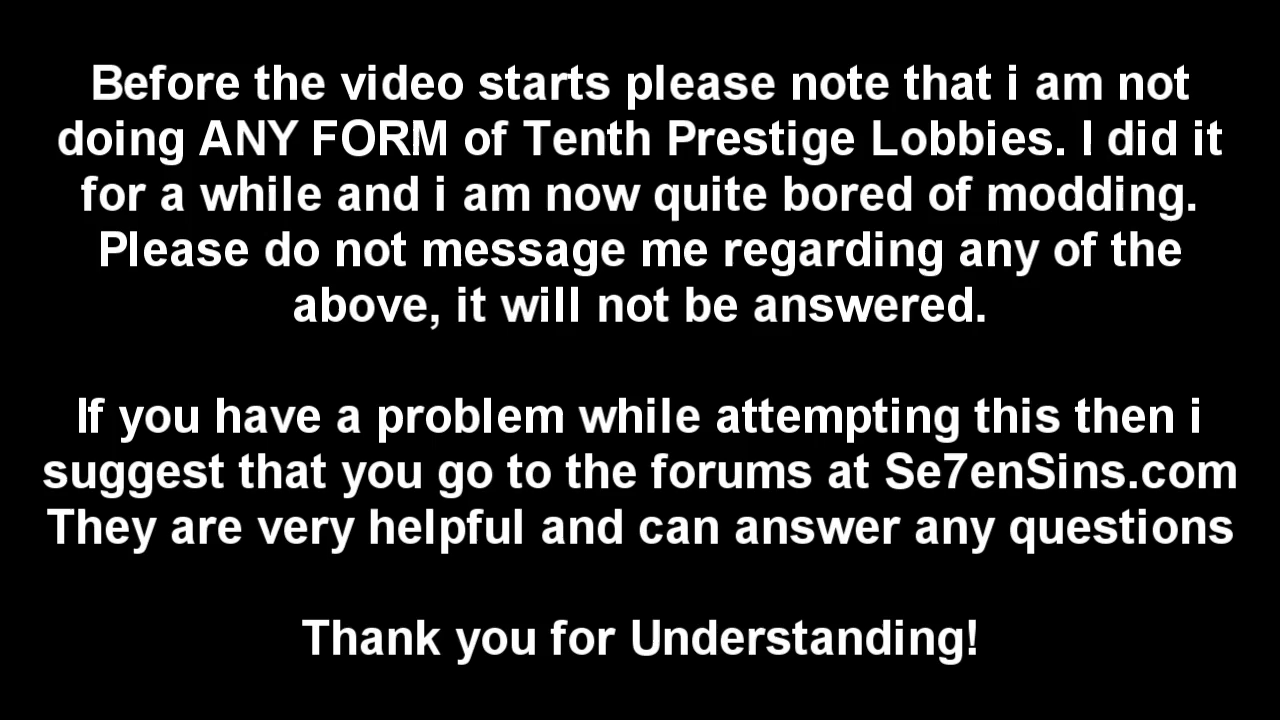 Before the video starts please note that i am not
doing ANY FORM of Tenth Prestige Lobbies. I did it
for a while and i am now quite bored of modding.
Please do not message me regarding any of the
above, it will not be answered.
If you have a problem while attempting this then i
suggest that you go to the forums at Se7enSins.com
They are very helpful and can answer any questions
Thank you for Understanding!